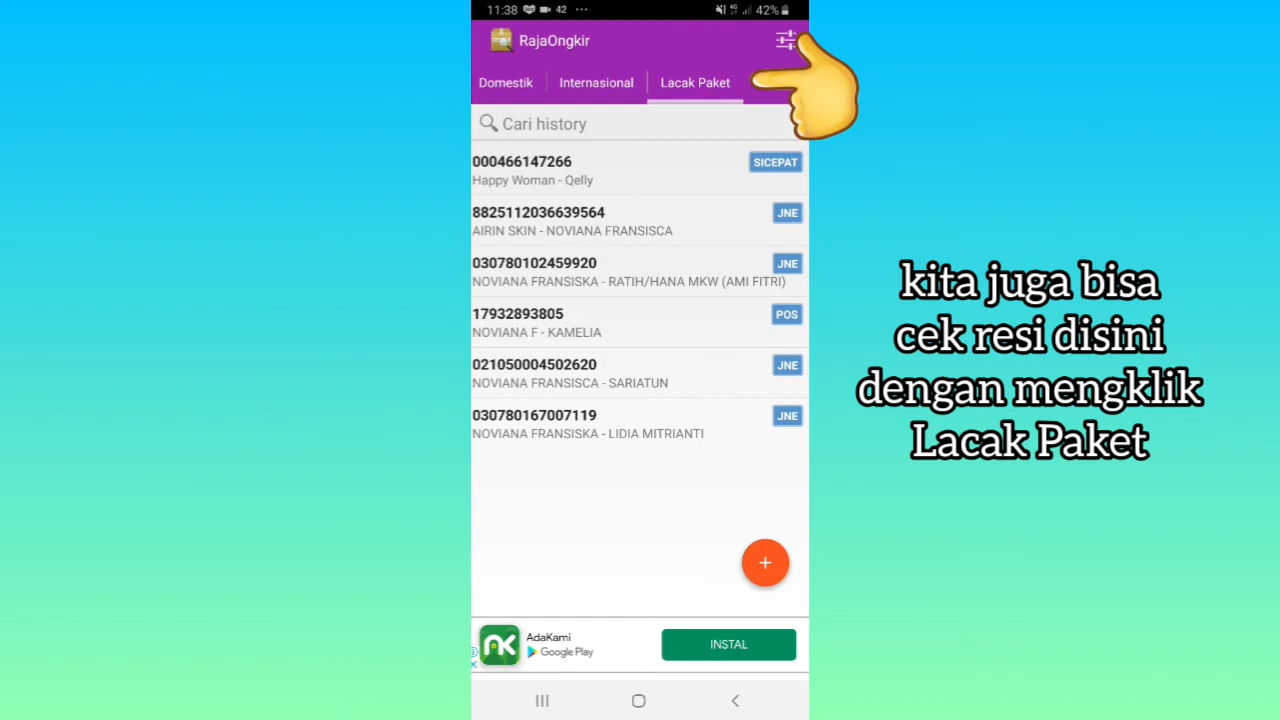 11:38 42 ... 4G 42%
RajaOngkir
Domestik Internasional Lacak Paket
Cari history
000466147266 SICEPAT
Happy Woman - Qelly
8825112036639564 JNE
AIRIN SKIN - NOVIANA FRANSISCA
030780102459920 JNE
NOVIANA FRANSISKA - RATIH/HANA MKW (AMI FITRI)
17932893805 POS
NOVIANA F - KAMELIA
021050004502620 JNE
NOVIANA FRANSISCA - SARIATUN
030780167007119 JNE
NOVIANA FRANSISKA - LIDIA MITRIANTI
+
AdaKami
Google Play
INSTAL
kita juga bisa
cek resi disini
dengan mengklik
Lacak Paket